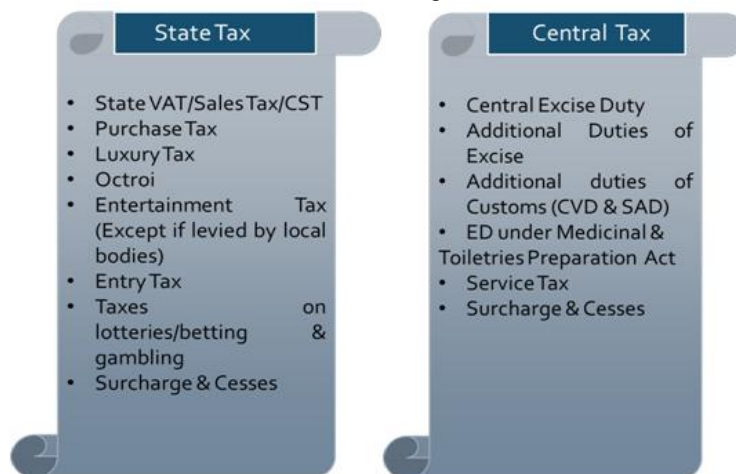 State Tax
• State VAT/Sales Tax/CST
• Purchase Tax
• Luxury Tax
• Octroi
• Entertainment Tax
(Except if levied by local
bodies)
• Entry Tax
• Taxes on
lotteries/betting &
gambling
• Surcharge & Cesses
Central Tax
• Central Excise Duty
• Additional Duties of
Excise
• Additional duties of
Customs (CVD & SAD)
• ED under Medicinal &
Toiletries Preparation Act
• Service Tax
• Surcharge & Cesses